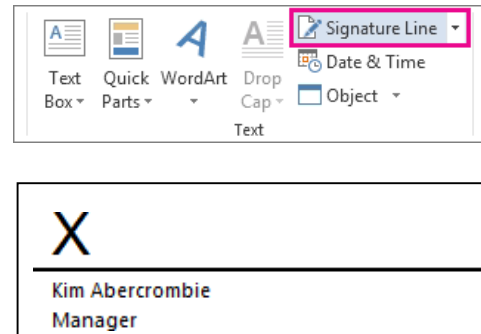 Text Box
Quick Parts
WordArt
Drop Cap
Signature Line
Date & Time
Object
Text
X
Kim Abercrombie
Manager